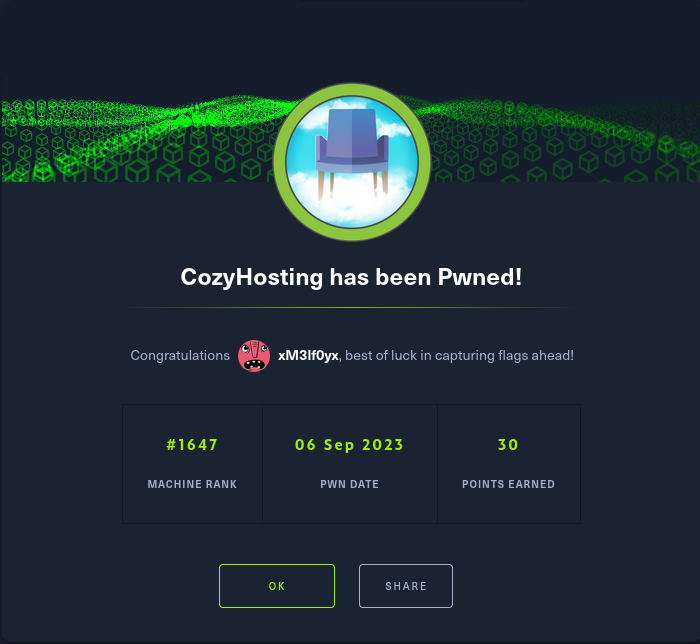 CozyHosting has been Pwned!
Congratulations xM3lf0yx, best of luck in capturing flags ahead!
#1647 06 Sep 2023 30
MACHINE RANK PWN DATE POINTS EARNED
OK SHARE